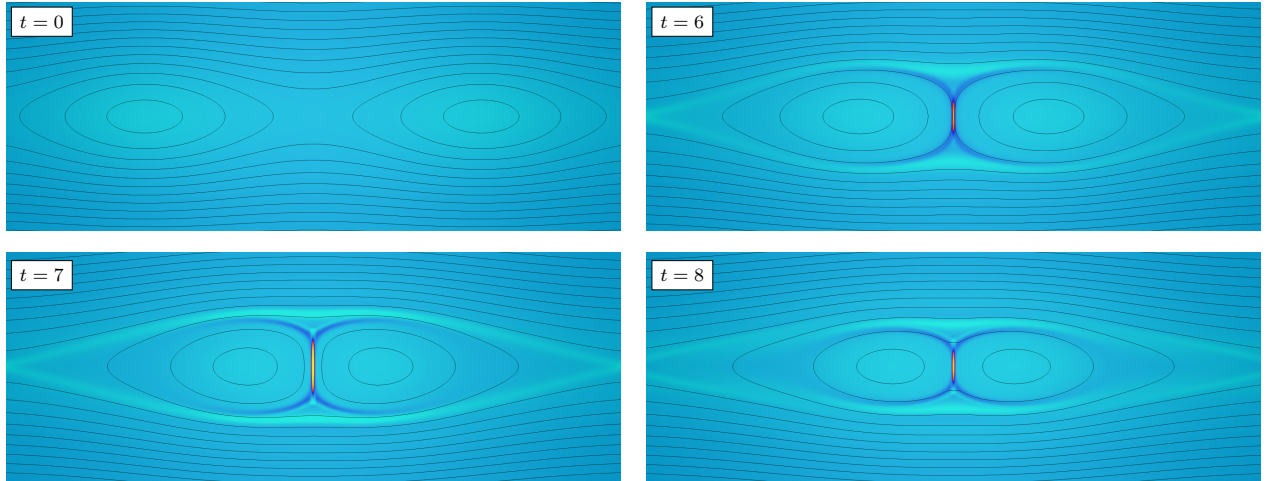 t = 0
t = 6
t = 7
t = 8